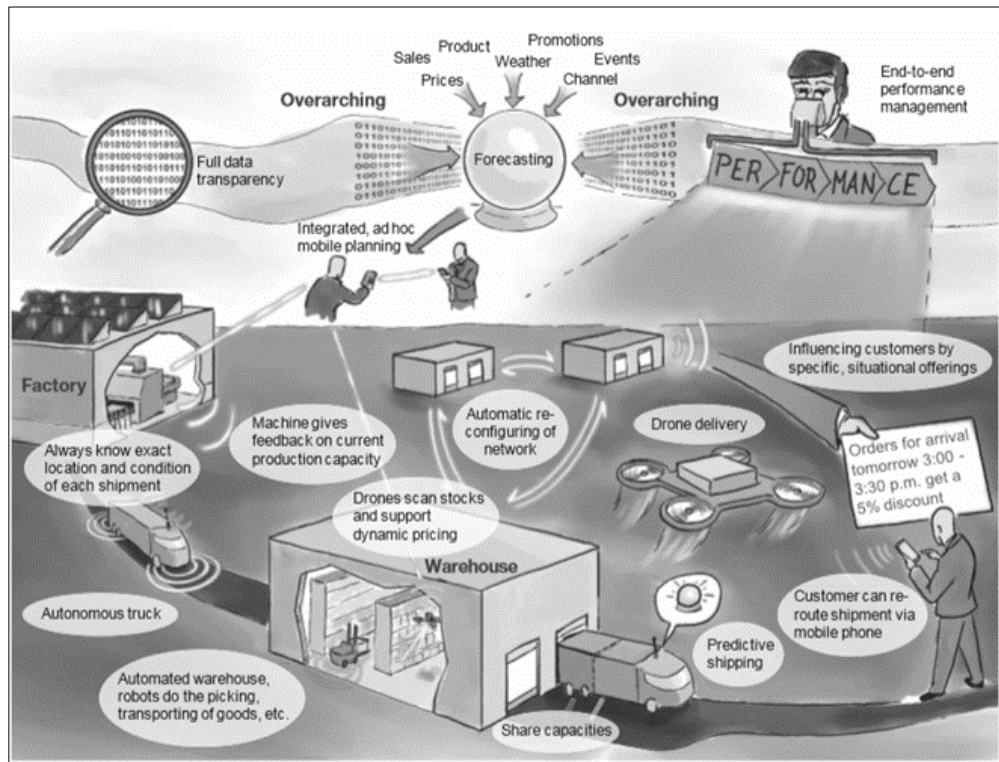 Sales
Product
Promotions
Weather
Events
Prices
Channel
Overarching
Overarching
End-to-end
performance
management
Full data
transparency
Forecasting
PER FOR MAN CE
Integrated, ad hoc
mobile planning
Factory
Influencing customers by
specific, situational offerings
Machine gives
feedback on current
production capacity
Automatic re-
configuring of
network
Drone delivery
Always know exact
location and condition
of each shipment
Orders for arrival
tomorrow 3:00 -
3:30 p.m. get a
5% discount
Drones scan stocks
and support
dynamic pricing
Warehouse
Autonomous truck
Customer can re-
route shipment via
mobile phone
Predictive
shipping
Automated warehouse,
robots do the picking,
transporting of goods, etc.
Share capacities